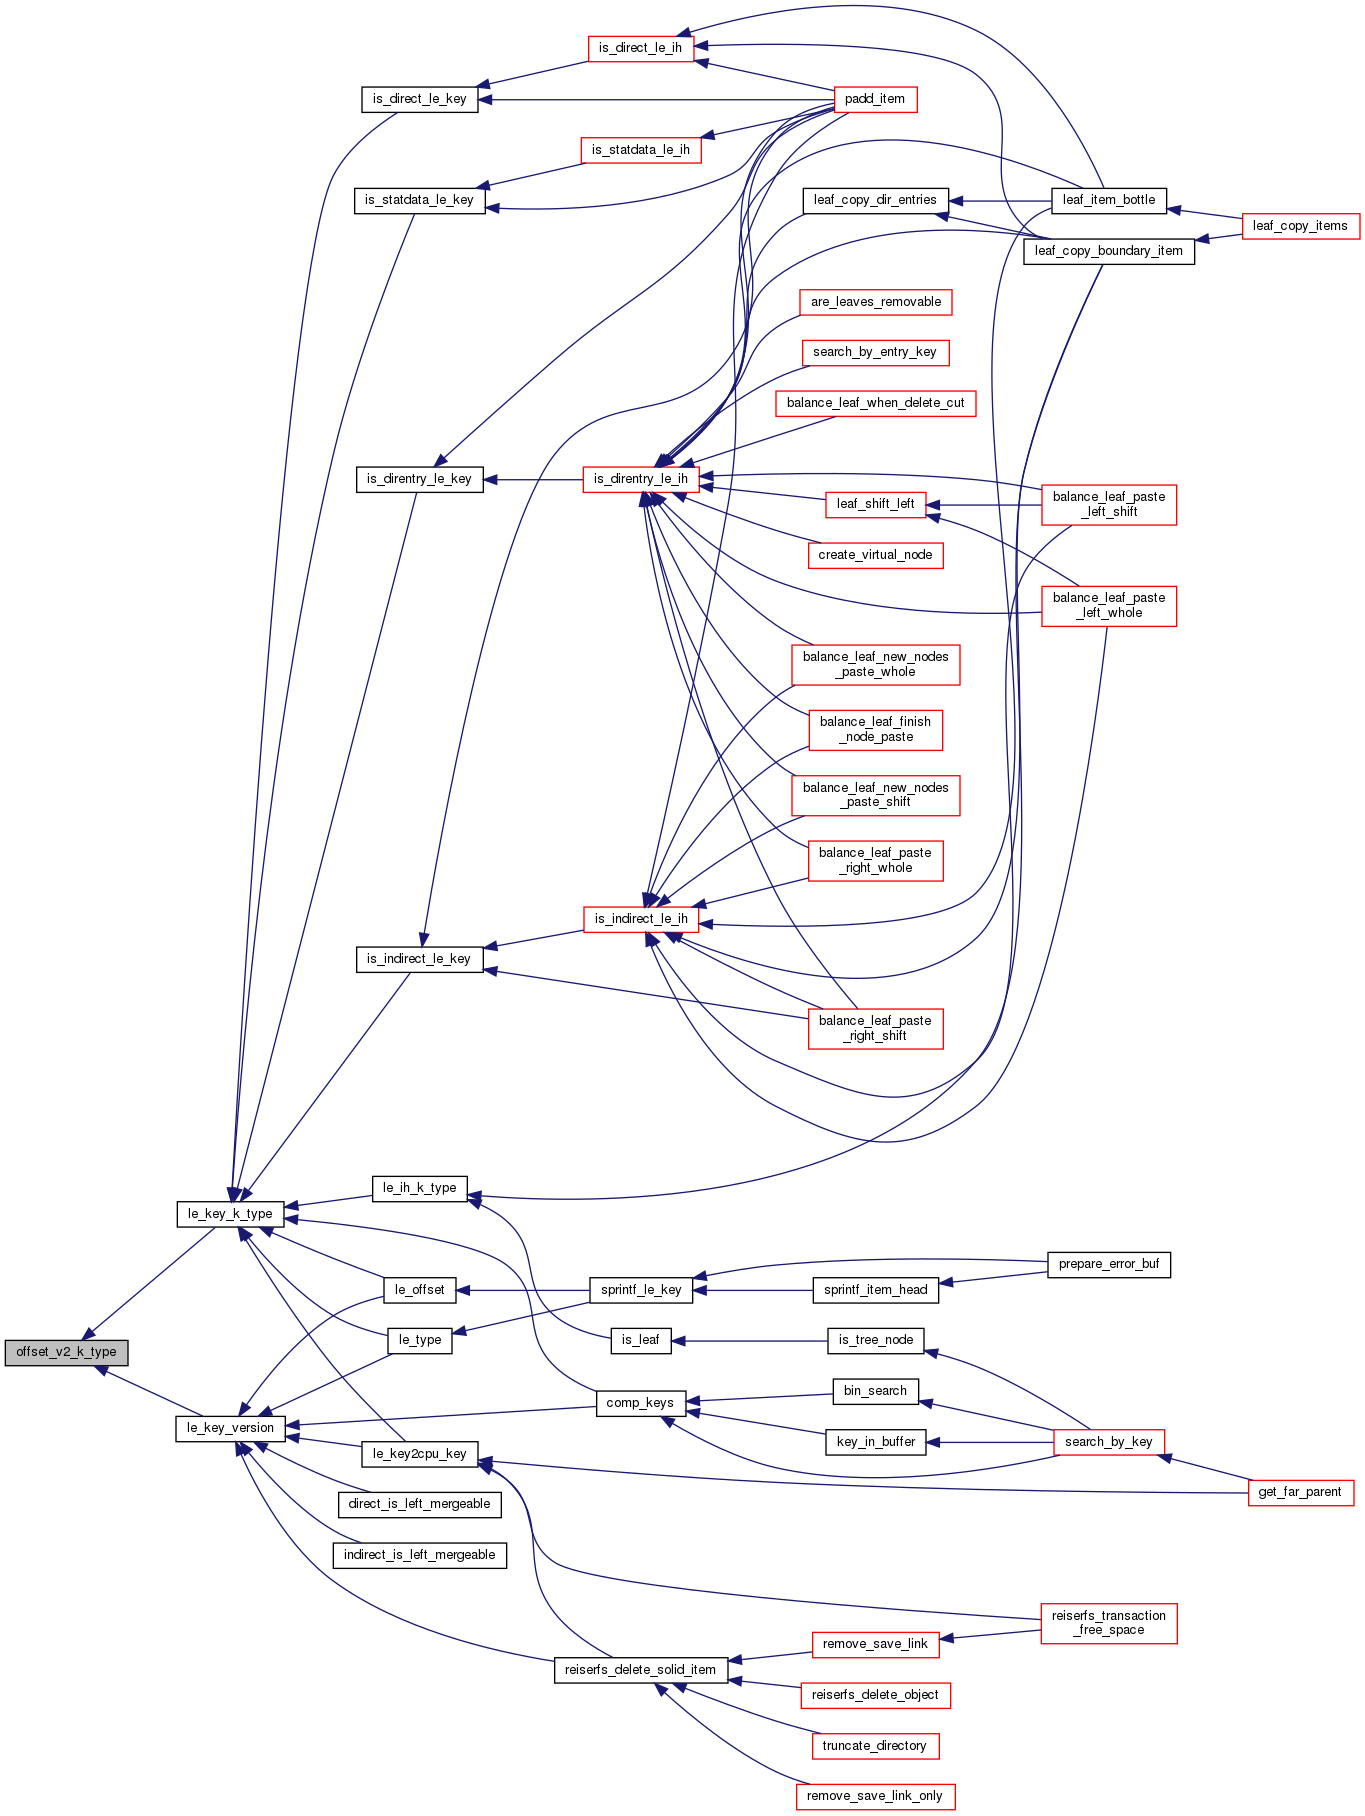 is_direct_le_ih
is_direct_le_key
padd_item
is_statdata_le_ih
is_statdata_le_key
leaf_copy_dir_entries
leaf_item_bottle
leaf_copy_items
leaf_copy_boundary_item
are_leaves_removable
search_by_entry_key
balance_leaf_when_delete_cut
is_direntry_le_key
is_direntry_le_ih
leaf_shift_left
balance_leaf_paste
_left_shift
create_virtual_node
balance_leaf_paste
_left_whole
balance_leaf_new_nodes
_paste_whole
balance_leaf_finish
_node_paste
balance_leaf_new_nodes
_paste_shift
balance_leaf_paste
_right_whole
is_indirect_le_ih
is_indirect_le_key
balance_leaf_paste
_right_shift
le_ih_k_type
le_key_k_type
prepare_error_buf
le_offset
sprintf_le_key
sprintf_item_head
le_type
is_leaf
is_tree_node
offset_v2_k_type
bin_search
comp_keys
le_key_version
key_in_buffer
search_by_key
le_key2cpu_key
get_far_parent
direct_is_left_mergeable
indirect_is_left_mergeable
reiserfs_transaction
_free_space
remove_save_link
reiserfs_delete_solid_item
reiserfs_delete_object
truncate_directory
remove_save_link_only